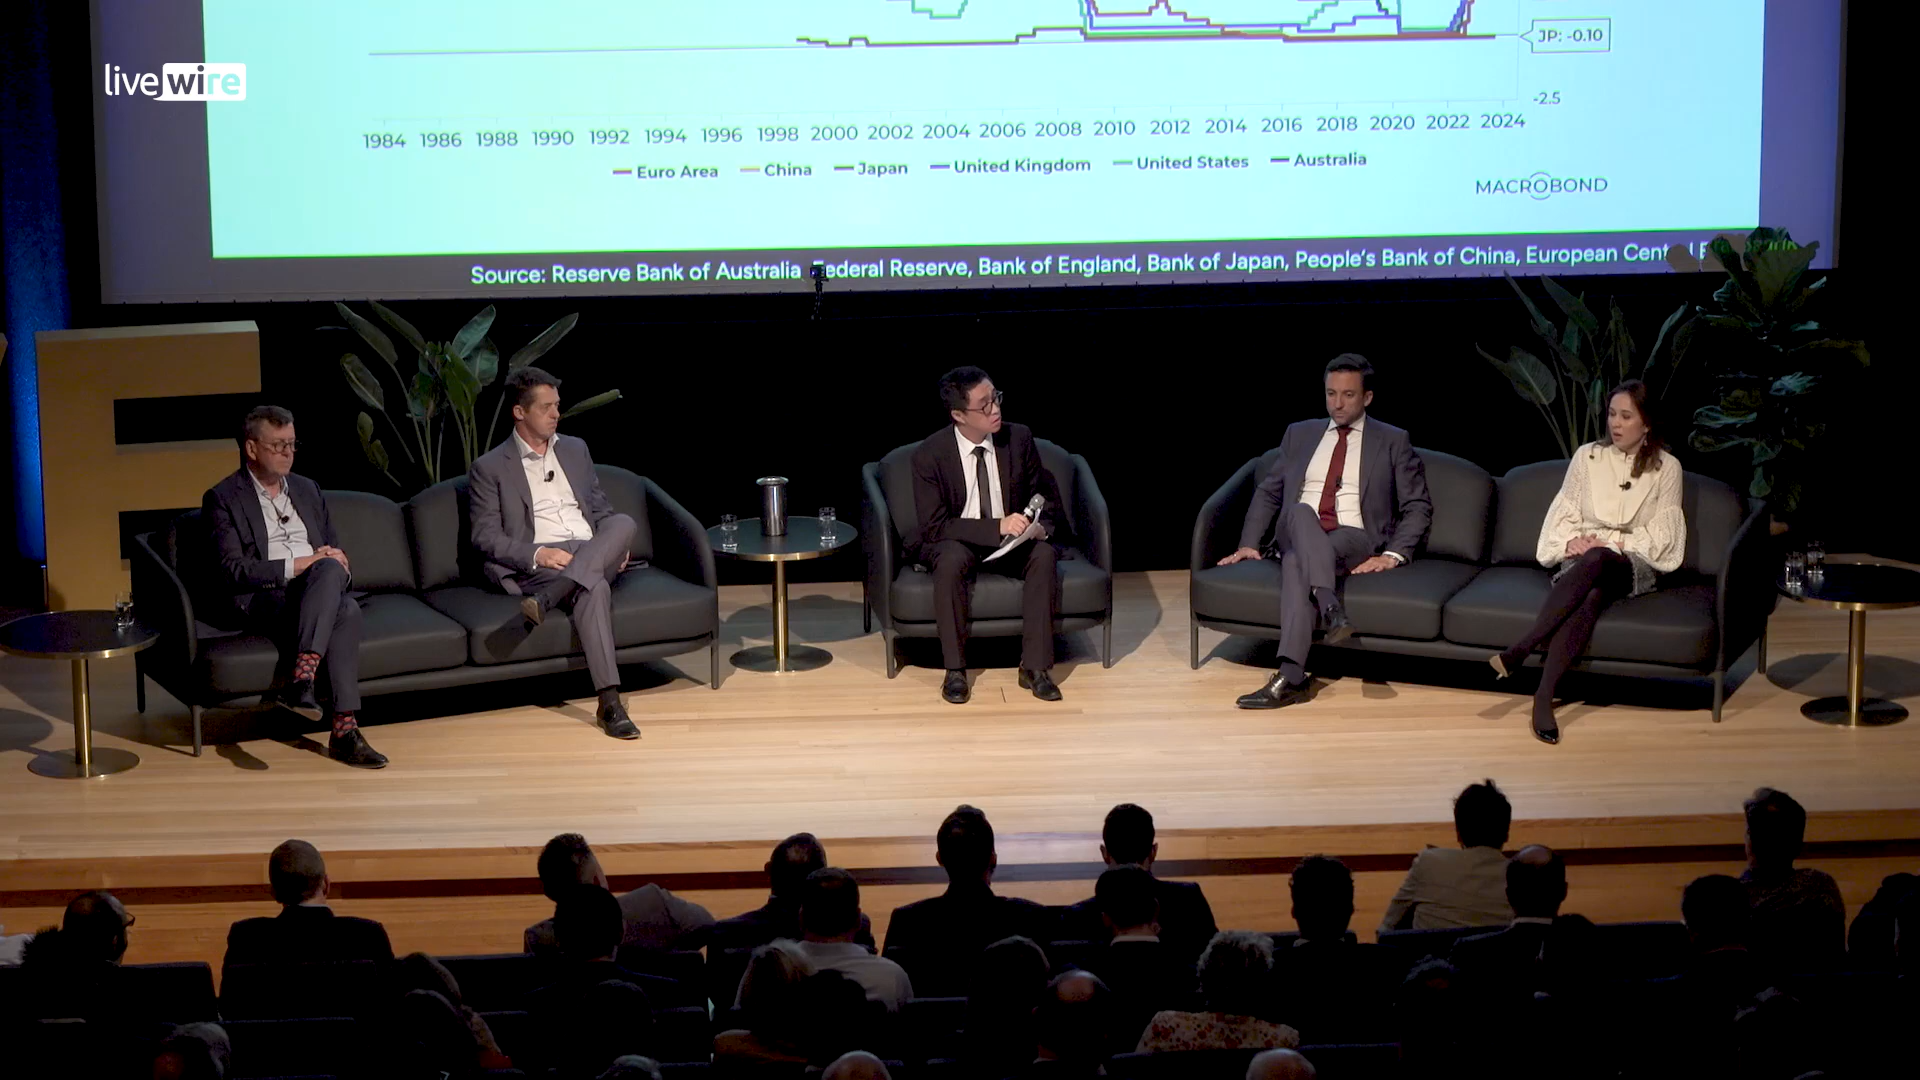 livewire
JP: -0.10
-2.5
1984 1986 1988 1990 1992 1994 1996 1998 2000 2002 2004 2006 2008 2010 2012 2014 2016 2018 2020 2022 2024
Euro Area China Japan United Kingdom United States Australia
MACROBOND
Source: Reserve Bank of Australia, Federal Reserve, Bank of England, Bank of Japan, People's Bank of China, European Central
E